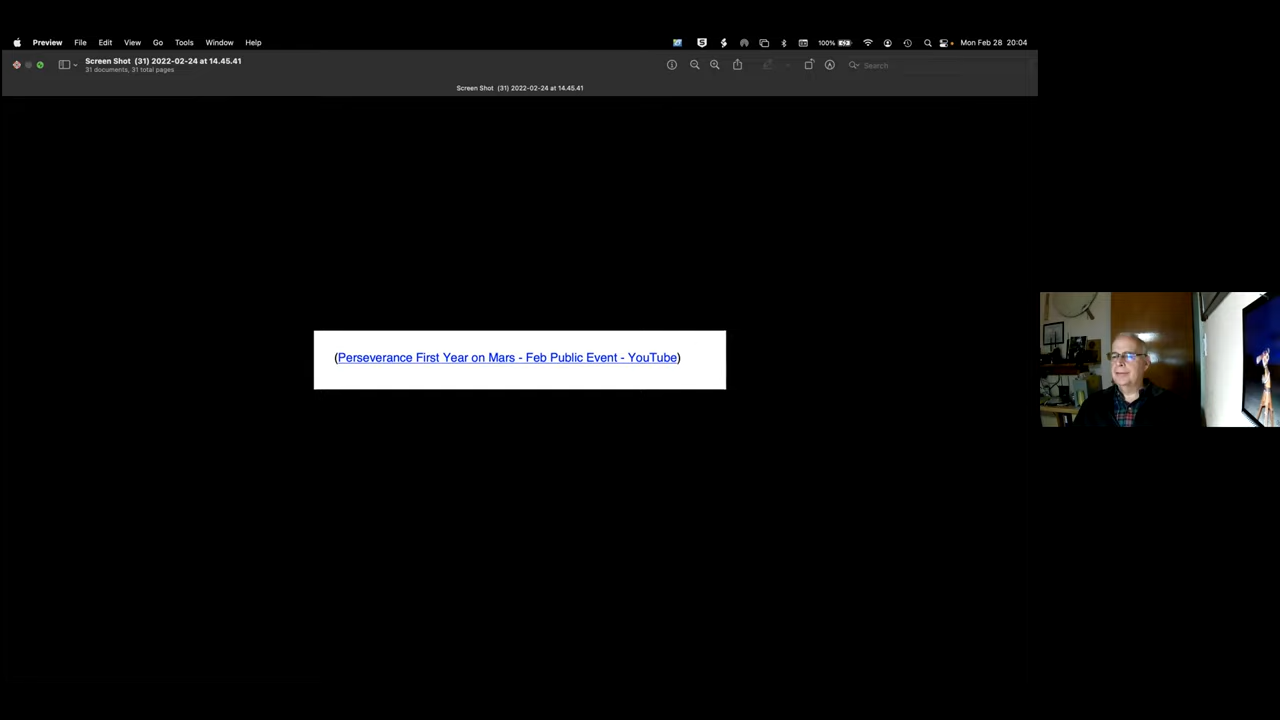 Preview File Edit View Go Tools Window Help 100% Mon Feb 28 20:04
Screen Shot (31) 2022-02-24 at 14.45.41
31 documents, 31 total pages
Search
Screen Shot (31) 2022-02-24 at 14.45.41
(Perseverance First Year on Mars - Feb Public Event - YouTube)